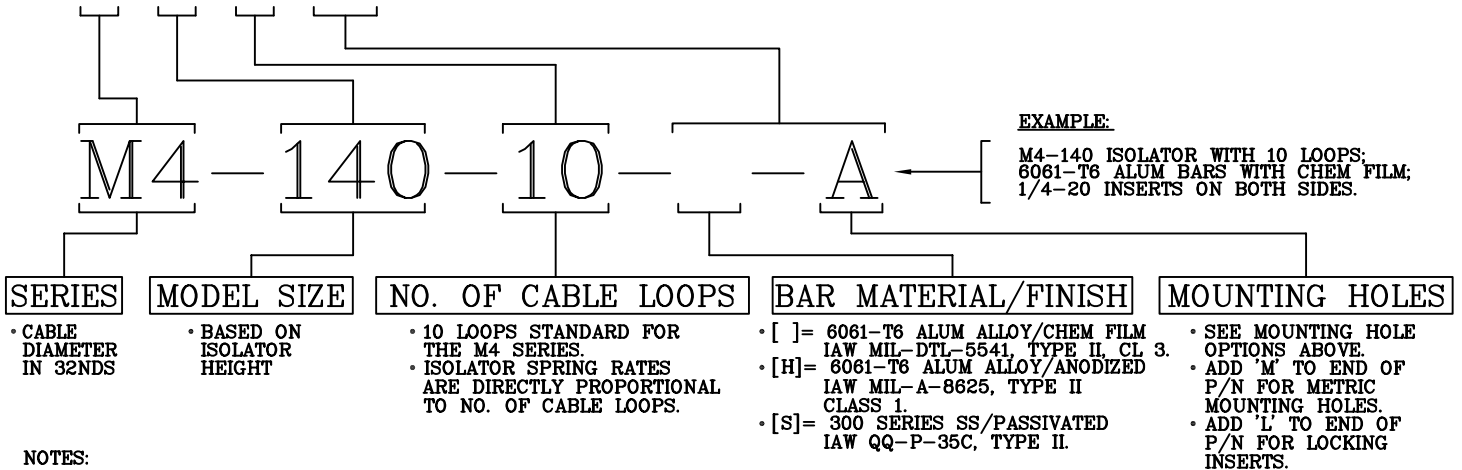 M4-140-10- -A
EXAMPLE:
M4-140 ISOLATOR WITH 10 LOOPS;
6061-T6 ALUM BARS WITH CHEM FILM;
1/4-20 INSERTS ON BOTH SIDES.
SERIES
• CABLE
DIAMETER
IN 32NDS
MODEL SIZE
• BASED ON
ISOLATOR
HEIGHT
NO. OF CABLE LOOPS
• 10 LOOPS STANDARD FOR
THE M4 SERIES.
• ISOLATOR SPRING RATES
ARE DIRECTLY PROPORTIONAL
TO NO. OF CABLE LOOPS.
BAR MATERIAL/FINISH
• [ ]= 6061-T6 ALUM ALLOY/CHEM FILM
IAW MIL-DTL-5541, TYPE II, CL 3.
• [H]= 6061-T6 ALUM ALLOY/ANODIZED
IAW MIL-A-8625, TYPE II
CLASS 1.
• [S]= 300 SERIES SS/PASSIVATED
IAW QQ-P-35C, TYPE II.
MOUNTING HOLES
• SEE MOUNTING HOLE
OPTIONS ABOVE.
• ADD 'M' TO END OF
P/N FOR METRIC
MOUNTING HOLES.
• ADD 'L' TO END OF
P/N FOR LOCKING
INSERTS.
NOTES: